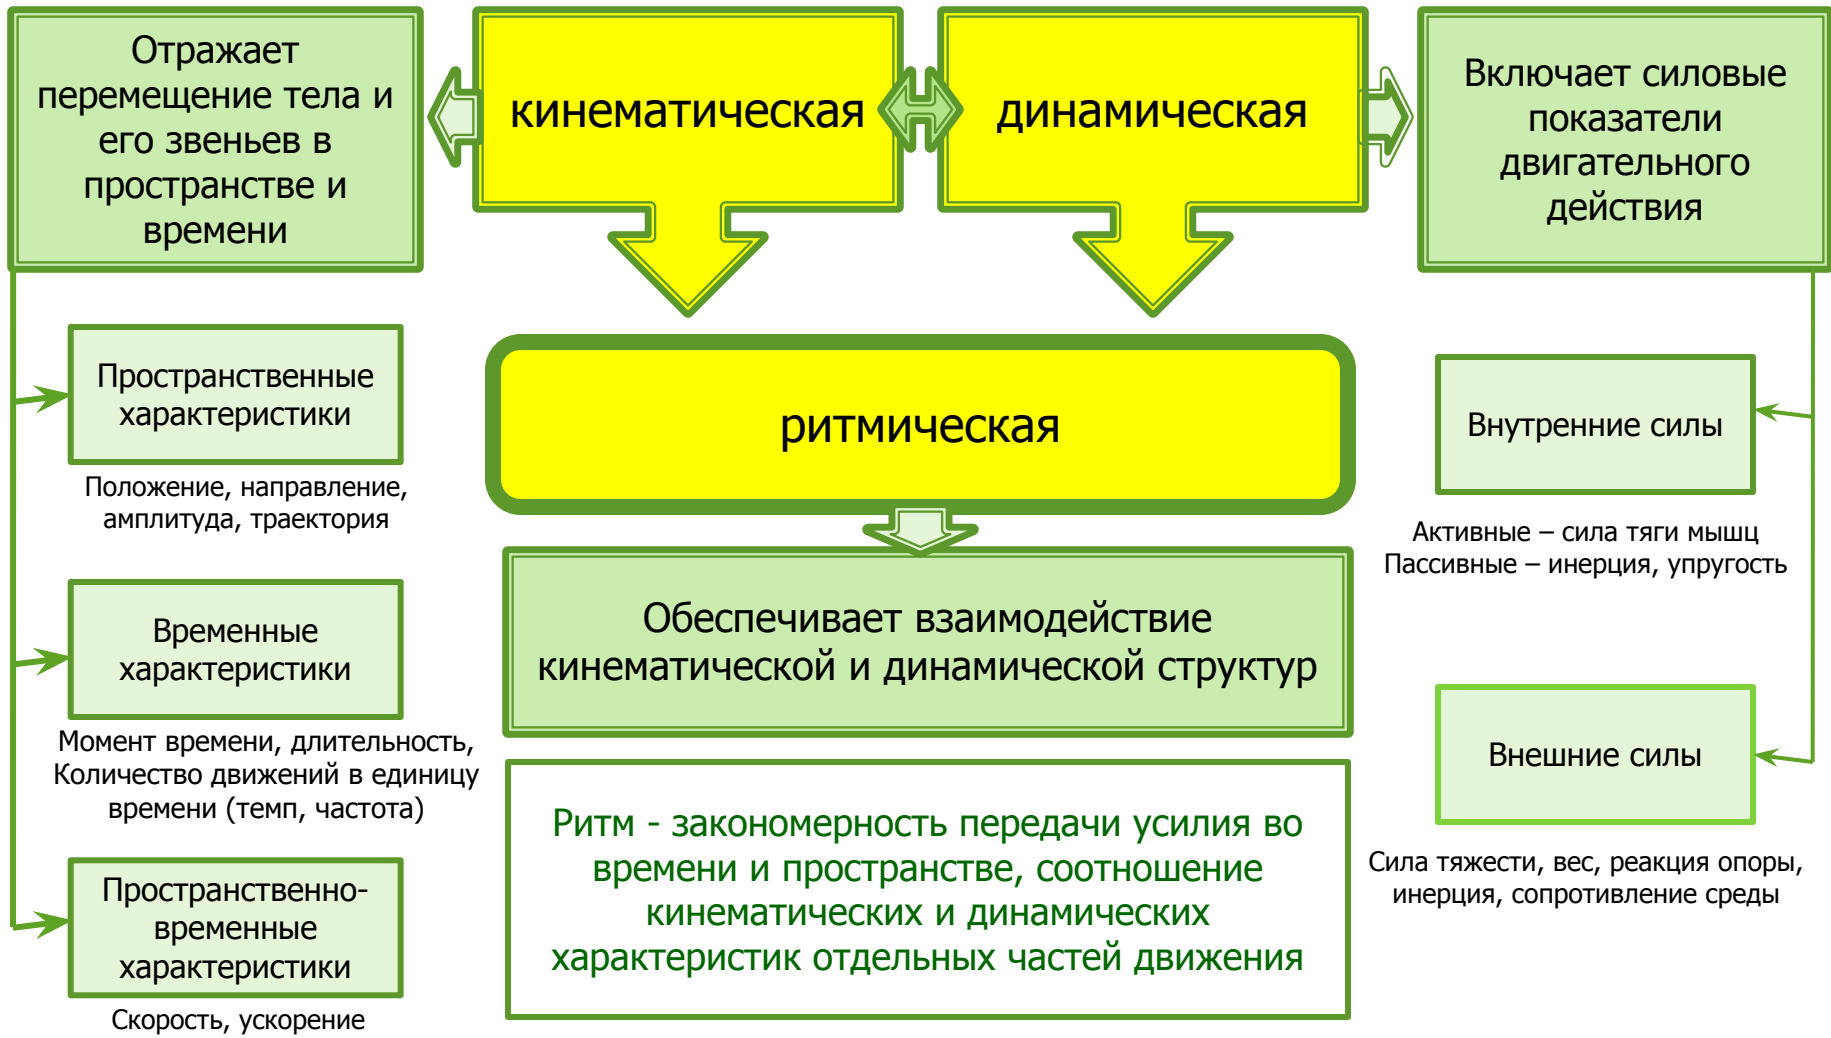 Отражает
перемещение тела и
его звеньев в
пространстве и
времени
кинематическая
динамическая
Включает силовые
показатели
двигательного
действия
Пространственные
характеристики
Положение, направление,
амплитуда, траектория
Временные
характеристики
Момент времени, длительность,
Количество движений в единицу
времени (темп, частота)
Пространственно-
временные
характеристики
Скорость, ускорение
ритмическая
Обеспечивает взаимодействие
кинематической и динамической структур
Ритм - закономерность передачи усилия во
времени и пространстве, соотношение
кинематических и динамических
характеристик отдельных частей движения
Внутренние силы
Активные – сила тяги мышц
Пассивные – инерция, упругость
Внешние силы
Сила тяжести, вес, реакция опоры,
инерция, сопротивление среды